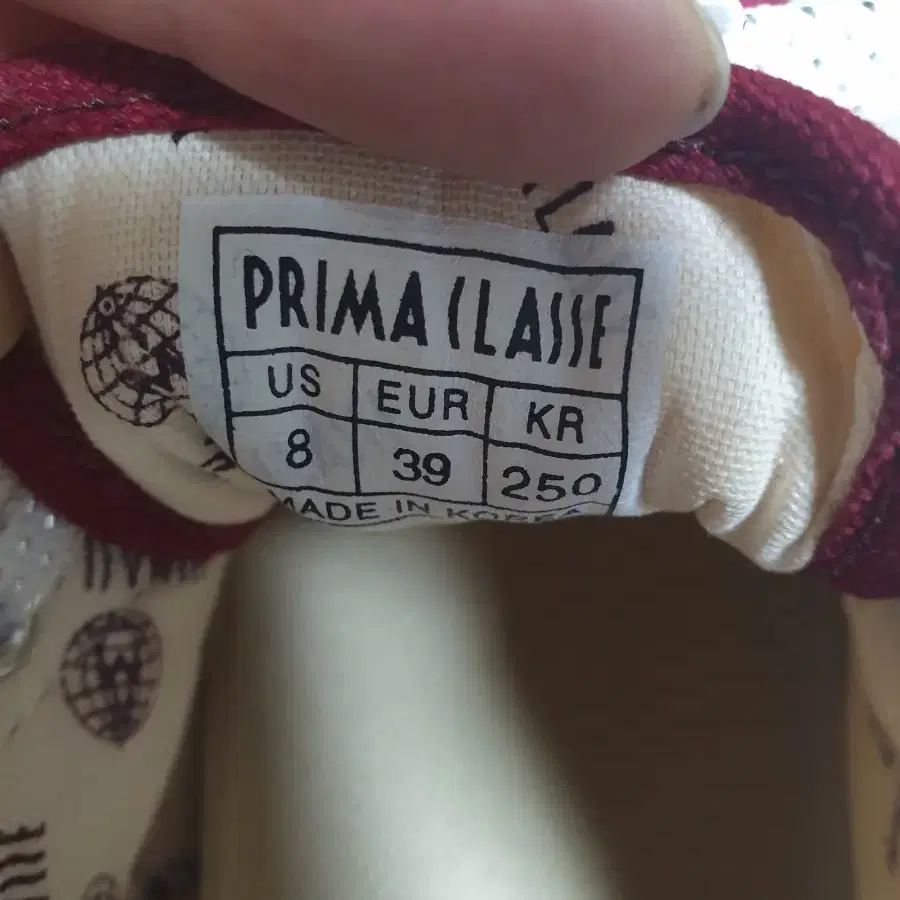 PRIMA CLASSE
US EUR KR
8 39 250
MADE IN KOREA